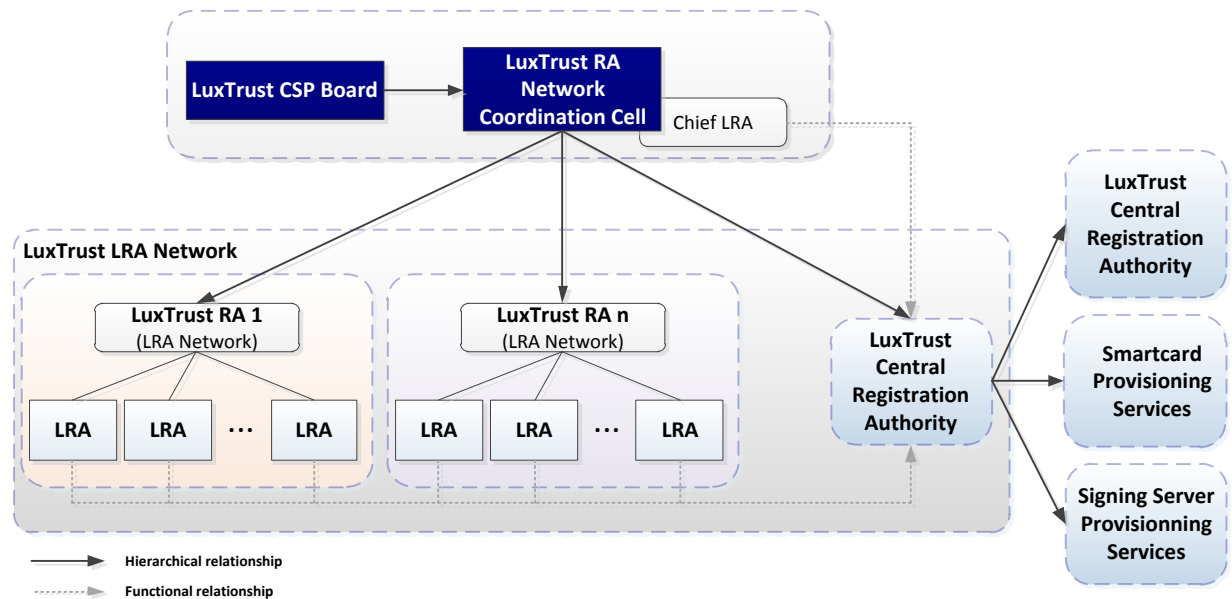 LuxTrust CSP Board
LuxTrust RA
Network
Coordination Cell
Chief LRA
LuxTrust LRA Network
LuxTrust RA 1
(LRA Network)
LRA
LRA
...
LRA
LuxTrust RA n
(LRA Network)
LRA
LRA
...
LRA
LuxTrust
Central
Registration
Authority
LuxTrust
Central
Registration
Authority
Smartcard
Provisioning
Services
Signing Server
Provisionning
Services
Hierarchical relationship
Functional relationship